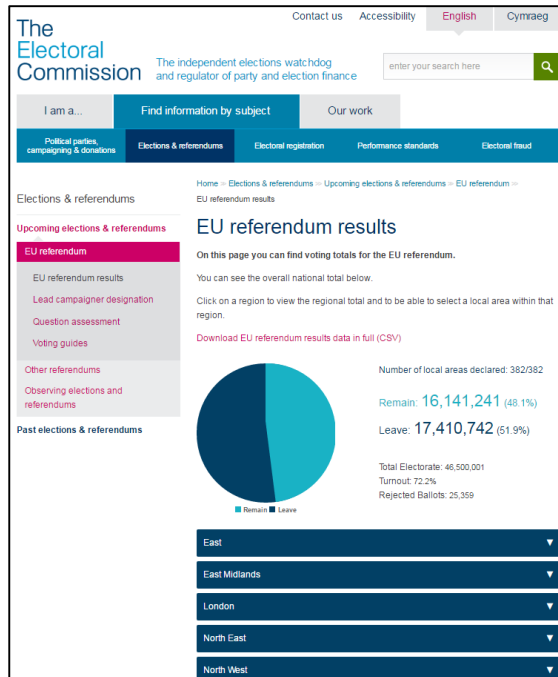 Contact us Accessibility English Cymraeg
The
Electoral
Commission
The independent elections watchdog
and regulator of party and election finance
enter your search here
I am a... Find information by subject Our work
Political parties,
campaigning & donations
Elections & referendums
Electoral registration
Performance standards
Electoral fraud
Elections & referendums
Upcoming elections & referendums
EU referendum
EU referendum results
Lead campaigner designation
Question assessment
Voting guides
Other referendums
Observing elections and
referendums
Past elections & referendums
Home » Elections & referendums » Upcoming elections & referendums » EU referendum »
EU referendum results
EU referendum results
On this page you can find voting totals for the EU referendum.
You can see the overall national total below.
Click on a region to view the regional total and to be able to select a local area within that
region.
Download EU referendum results data in full (CSV)
Number of local areas declared: 382/382
Remain: 16,141,241 (48.1%)
Leave: 17,410,742 (51.9%)
Total Electorate: 46,500,001
Turnout: 72.2%
Rejected Ballots: 25,359
Remain Leave
East
East Midlands
London
North East
North West